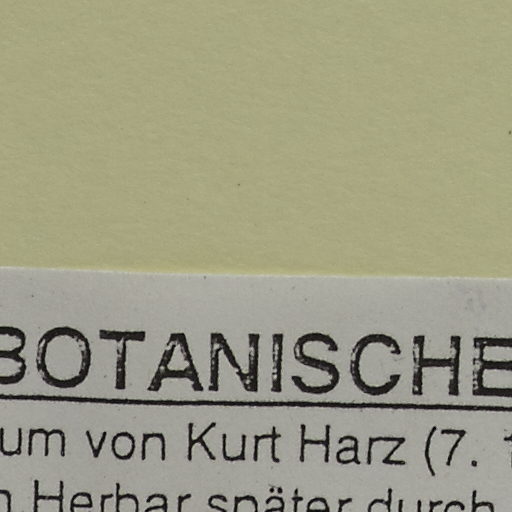 BOTANISCHE
um von Kurt Harz (7.
Herbar später durch